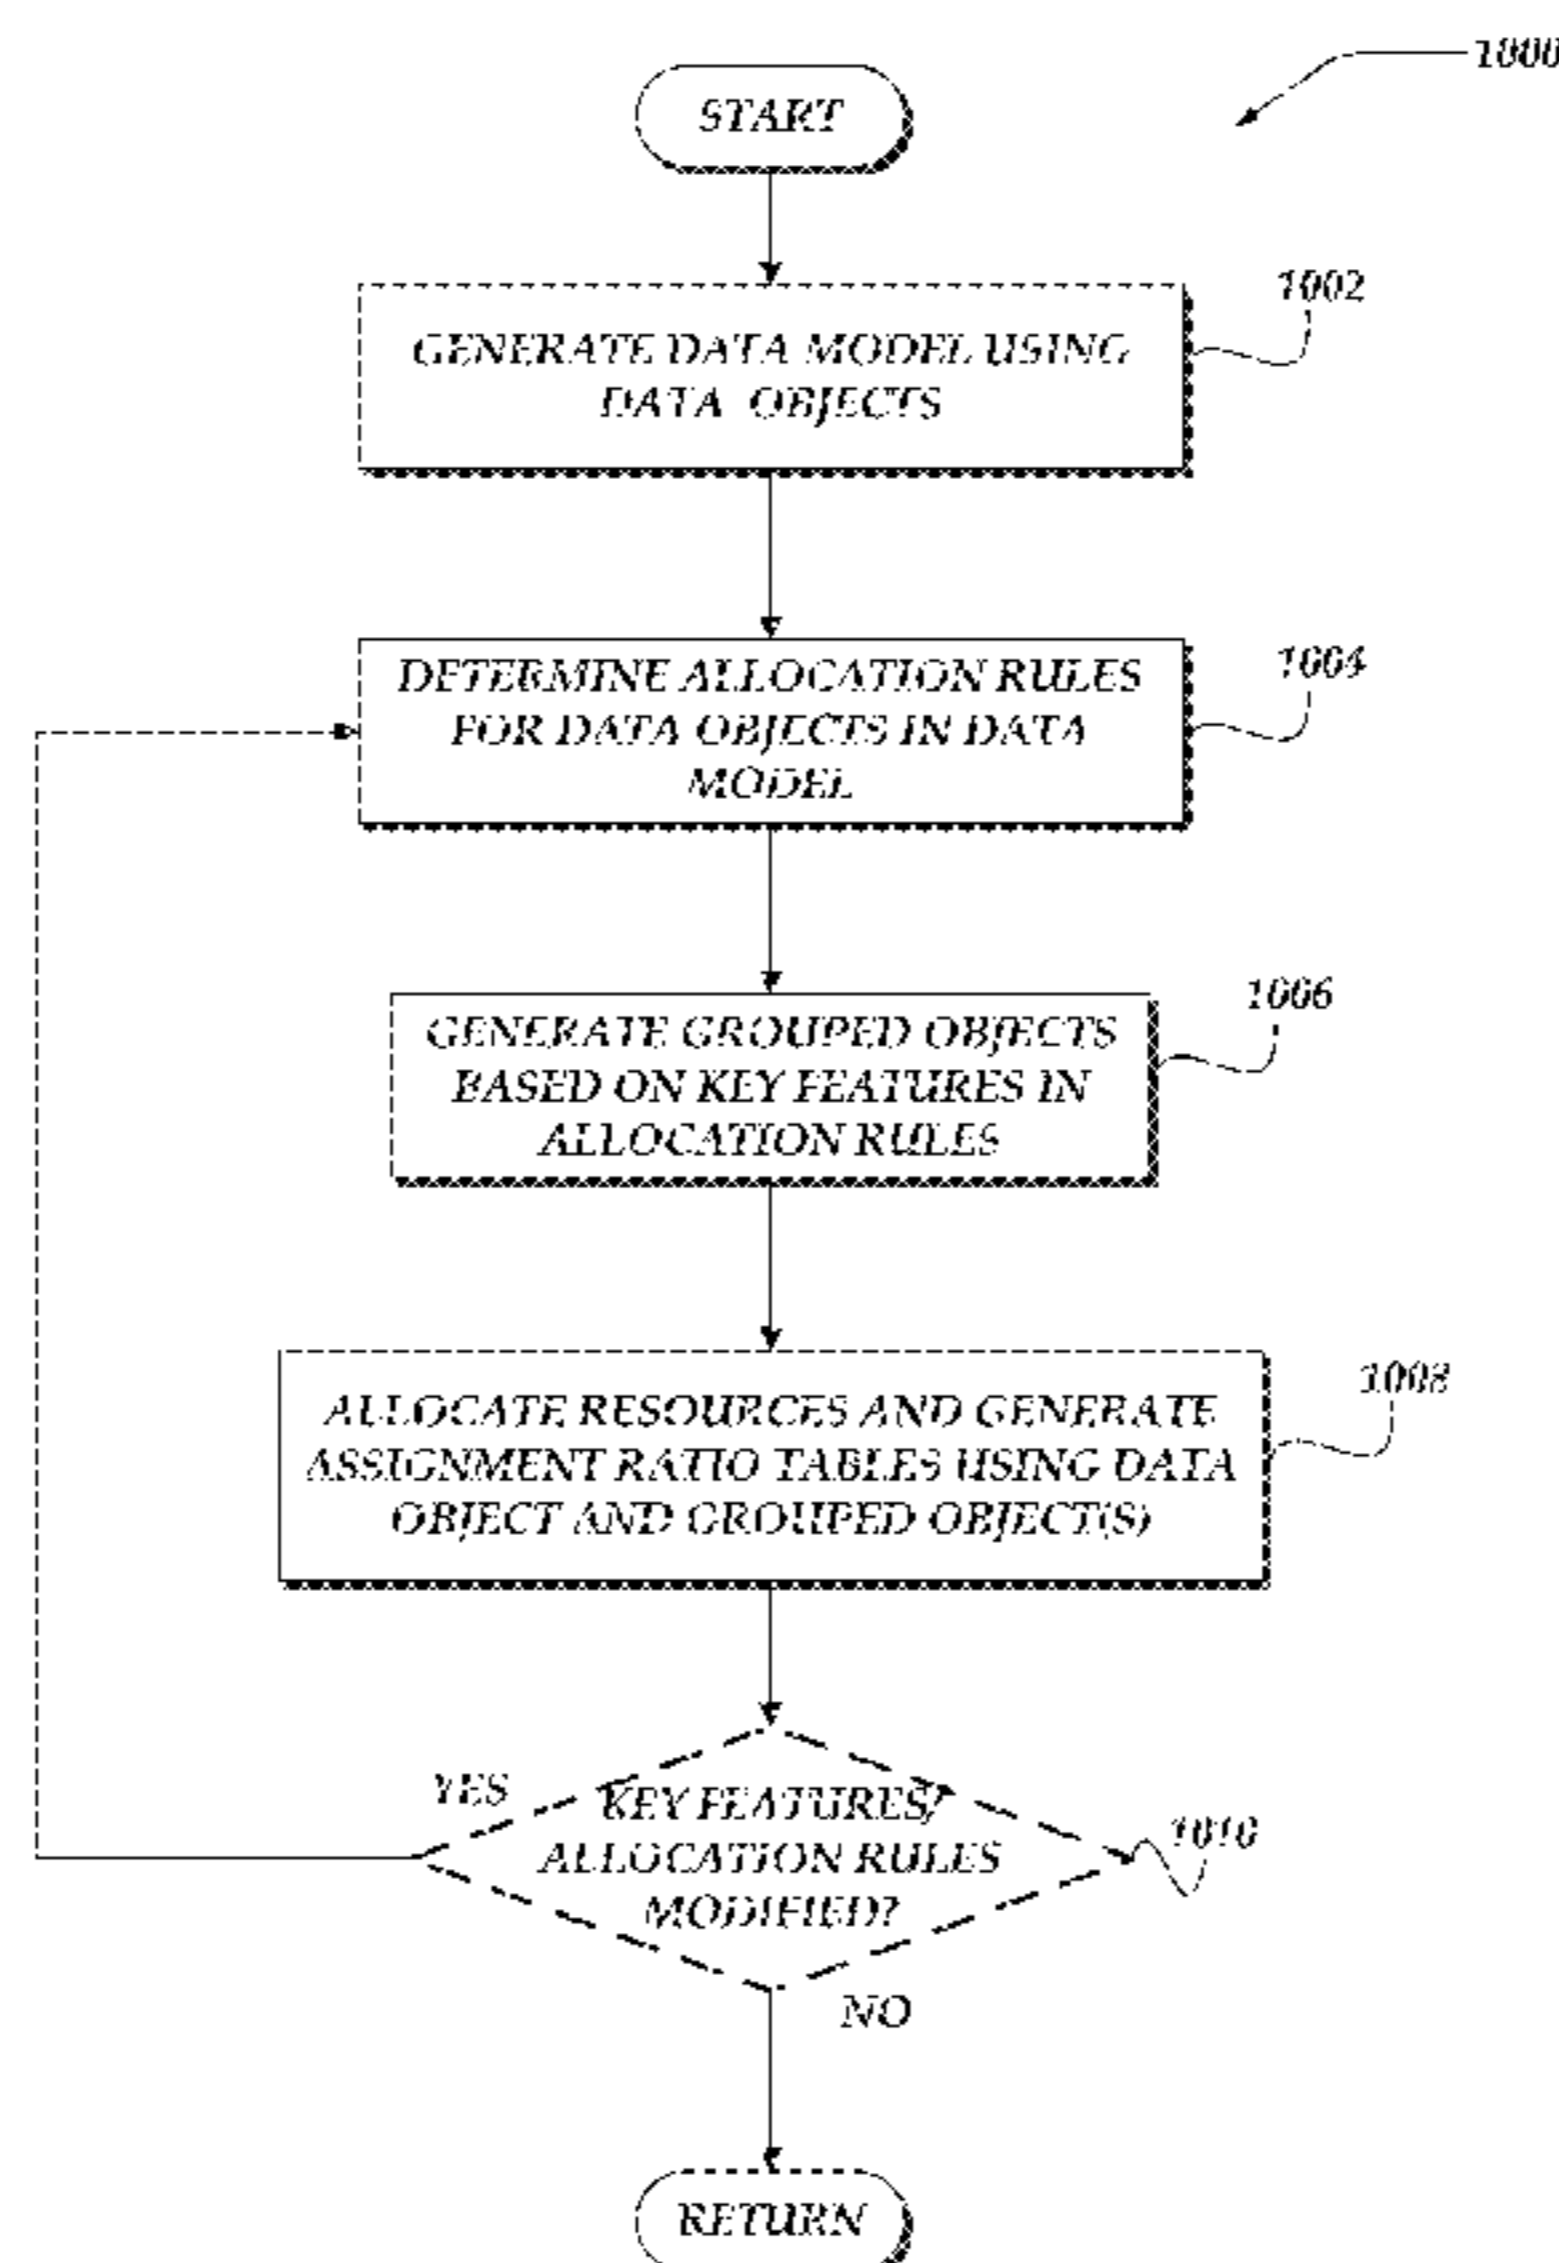 1000
START
1002
GENERATE DATA MODEL USING
DATA OBJECTS
1004
DETERMINE ALLOCATION RULES
FOR DATA OBJECTS IN DATA
MODEL
1006
GENERATE GROUPED OBJECTS
BASED ON KEY FEATURES IN
ALLOCATION RULES
1008
ALLOCATE RESOURCES AND GENERATE
ASSIGNMENT RATIO TABLES USING DATA
OBJECT AND GROUPED OBJECT(S)
YES
KEY FEATURES/
ALLOCATION RULES
MODIFIED?
1010
NO
RETURN